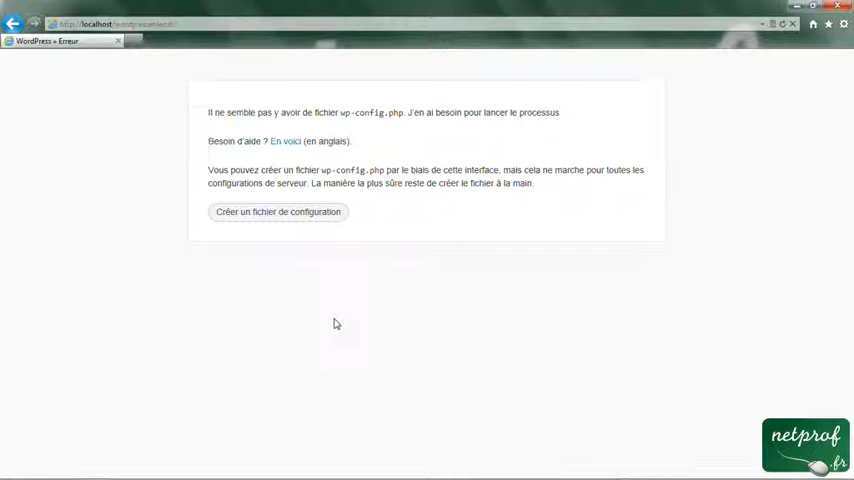 http://localhost/wordpressenlocal/
WordPress › Erreur
Il ne semble pas y avoir de fichier wp-config.php. J'en ai besoin pour lancer le processus.
Besoin d'aide ? En voici (en anglais).
Vous pouvez créer un fichier wp-config.php par le biais de cette interface, mais cela ne marche pour toutes les
configurations de serveur. La manière la plus sûre reste de créer le fichier à la main.
Créer un fichier de configuration
netprof
.fr